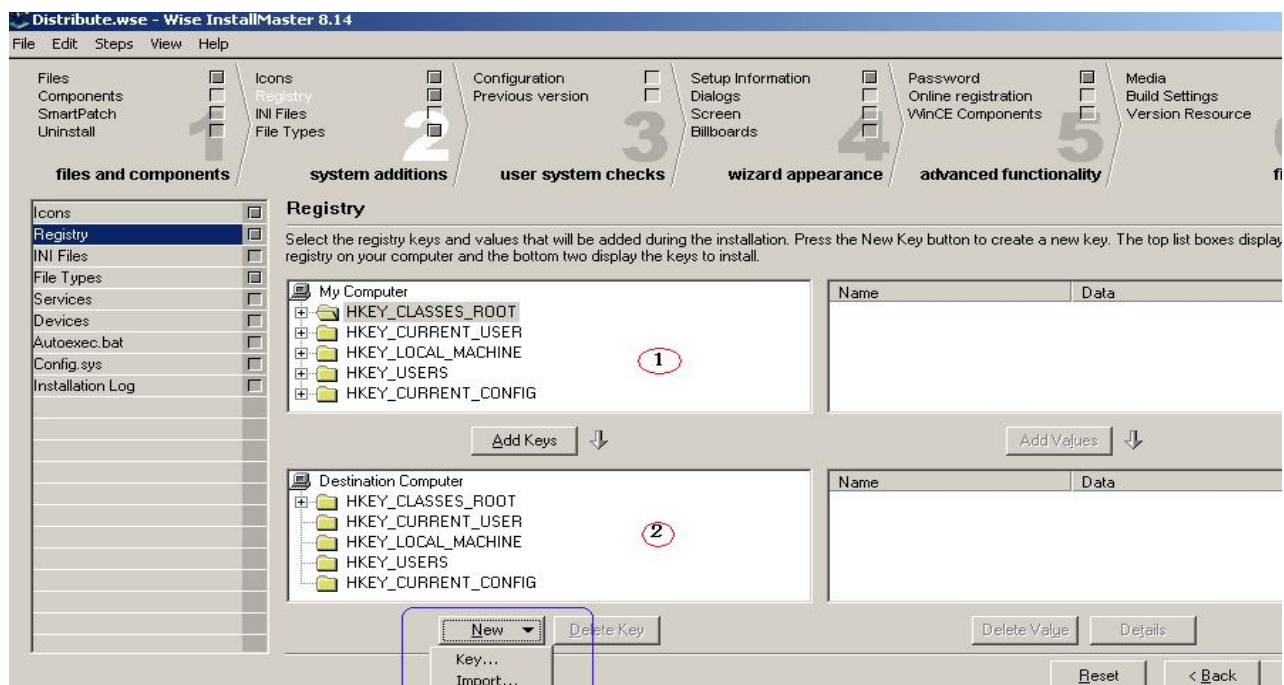 Distribute.wse - Wise InstallMaster 8.14
File Edit Steps View Help
Files
Components
SmartPatch
Uninstall
1
files and components
Icons
Registry
INI Files
File Types
2
system additions
Configuration
Previous version
3
user system checks
Setup Information
Dialogs
Screen
Billboards
4
wizard appearance
Password
Online registration
WinCE Components
5
advanced functionality
Media
Build Settings
Version Resource
Icons
Registry
INI Files
File Types
Services
Devices
Autoexec.bat
Config.sys
Installation Log
Registry
Select the registry keys and values that will be added during the installation. Press the New Key button to create a new key. The top list boxes display
registry on your computer and the bottom two display the keys to install.
My Computer
HKEY_CLASSES_ROOT
HKEY_CURRENT_USER
HKEY_LOCAL_MACHINE
HKEY_USERS
HKEY_CURRENT_CONFIG
1
Name Data
Add Keys
Add Values
Destination Computer
HKEY_CLASSES_ROOT
HKEY_CURRENT_USER
HKEY_LOCAL_MACHINE
HKEY_USERS
HKEY_CURRENT_CONFIG
2
Name Data
New Delete Key
Delete Value Details
Key...
Import...
Reset < Back